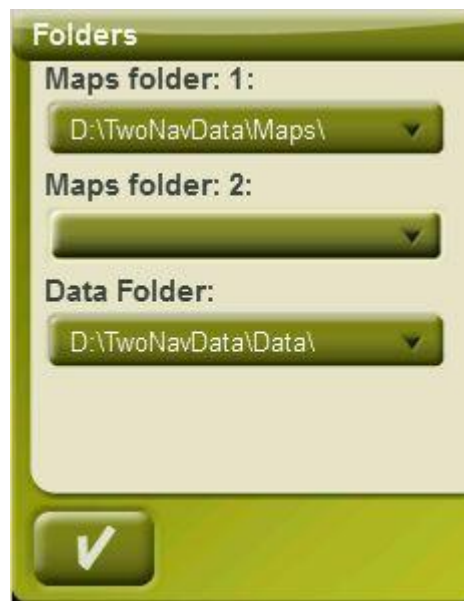 Folders
Maps folder: 1:
D:\TwoNavData\Maps\
Maps folder: 2:
Data Folder:
D:\TwoNavData\Data\